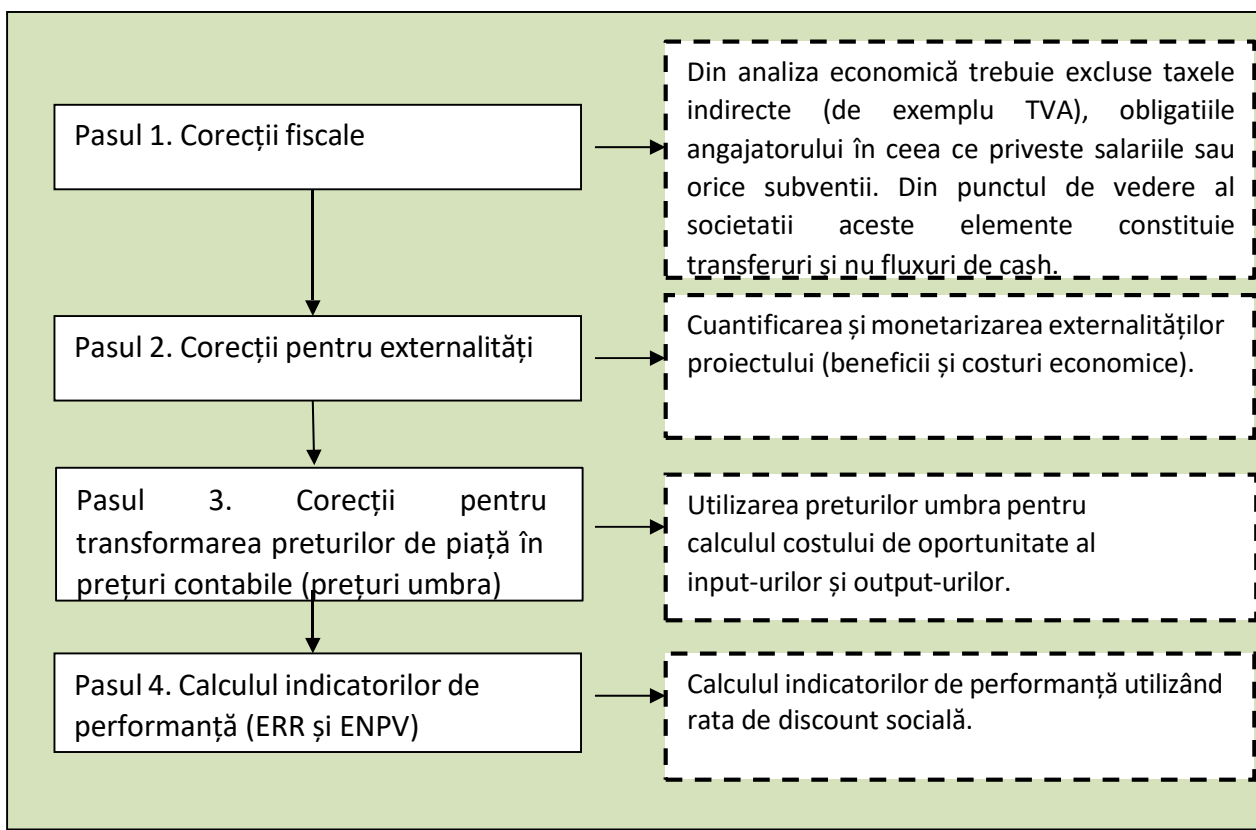 Pasul 1. Corecții fiscale
Din analiza economică trebuie excluse taxele
indirecte (de exemplu TVA), obligatiile
angajatorului în ceea ce priveste salariile sau
orice subventii. Din punctul de vedere al
societatii aceste elemente constituie
transferuri și nu fluxuri de cash.
Pasul 2. Corecții pentru externalități
Cuantificarea și monetarizarea externalităților
proiectului (beneficii și costuri economice).
Pasul 3. Corecții pentru
transformarea preturilor de piață în
prețuri contabile (prețuri umbra)
Utilizarea preturilor umbra pentru
calculul costului de oportunitate al
input-urilor și output-urilor.
Pasul 4. Calculul indicatorilor de
performanță (ERR și ENPV)
Calculul indicatorilor de performanță utilizând
rata de discount socială.